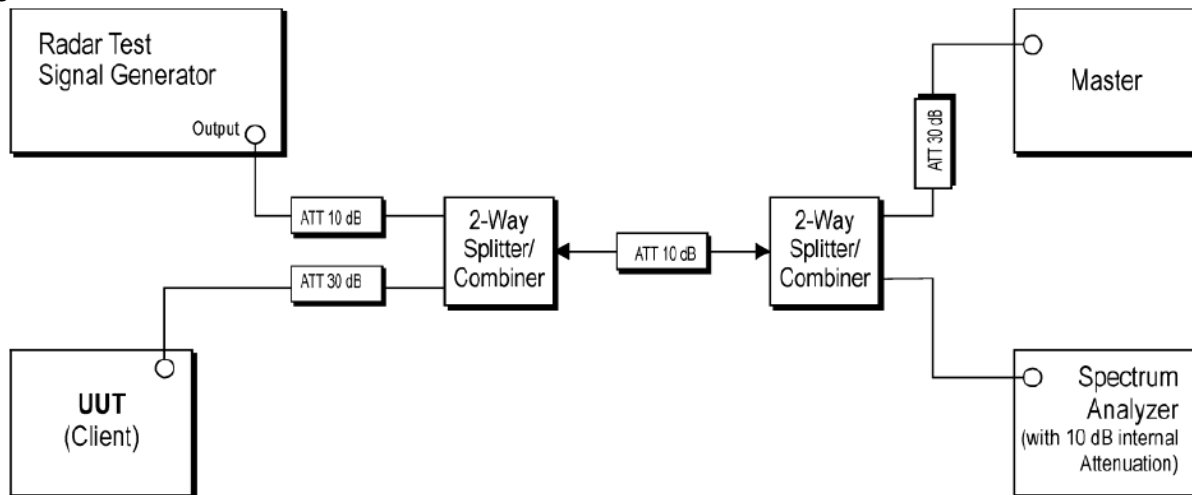 Radar Test
Signal Generator
Output
ATT 10 dB
ATT 30 dB
UUT
(Client)
2-Way
Splitter/
Combiner
ATT 10 dB
2-Way
Splitter/
Combiner
ATT 30 dB
Master
Spectrum
Analyzer
(with 10 dB internal
Attenuation)